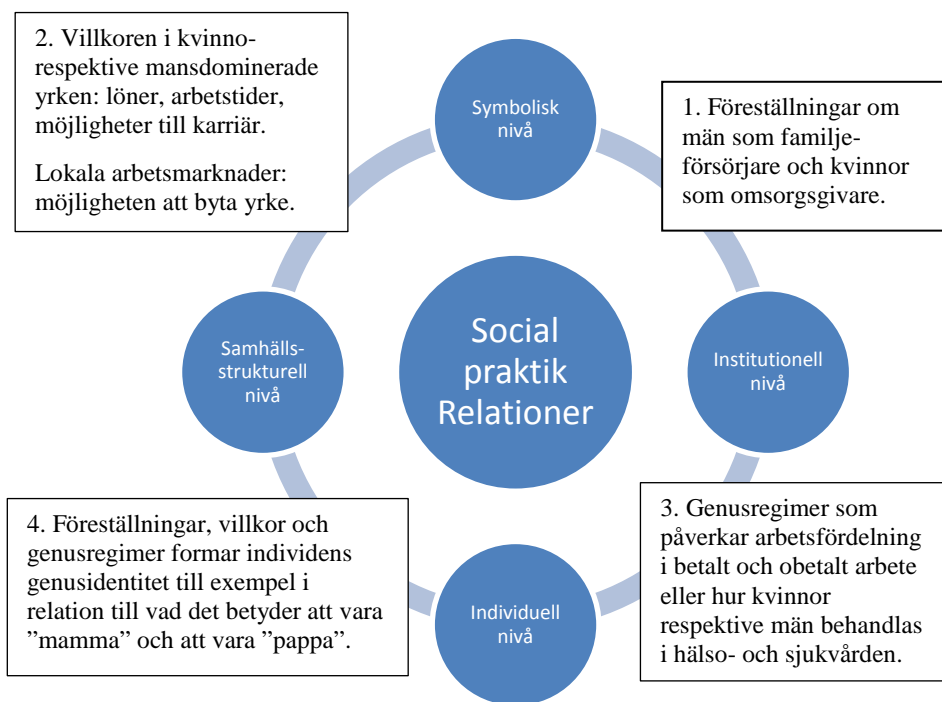 2. Villkoren i kvinno-
respektive mansdominerade
yrken: löner, arbetstider,
möjligheter till karriär.
Lokala arbetsmarknader:
möjligheten att byta yrke.
Symbolisk
nivå
1. Föreställningar om
män som familje-
försörjare och kvinnor
som omsorgsgivare.
Samhälls-
strukturell
nivå
Social
praktik
Relationer
Institutionell
nivå
4. Föreställningar, villkor och
genusregimer formar individens
genusidentitet till exempel i
relation till vad det betyder att vara
”mamma” och att vara ”pappa”.
Individuell
nivå
3. Genusregimer som
påverkar arbetsfördelning
i betalt och obetalt arbete
eller hur kvinnor
respektive män behandlas
i hälso- och sjukvården.